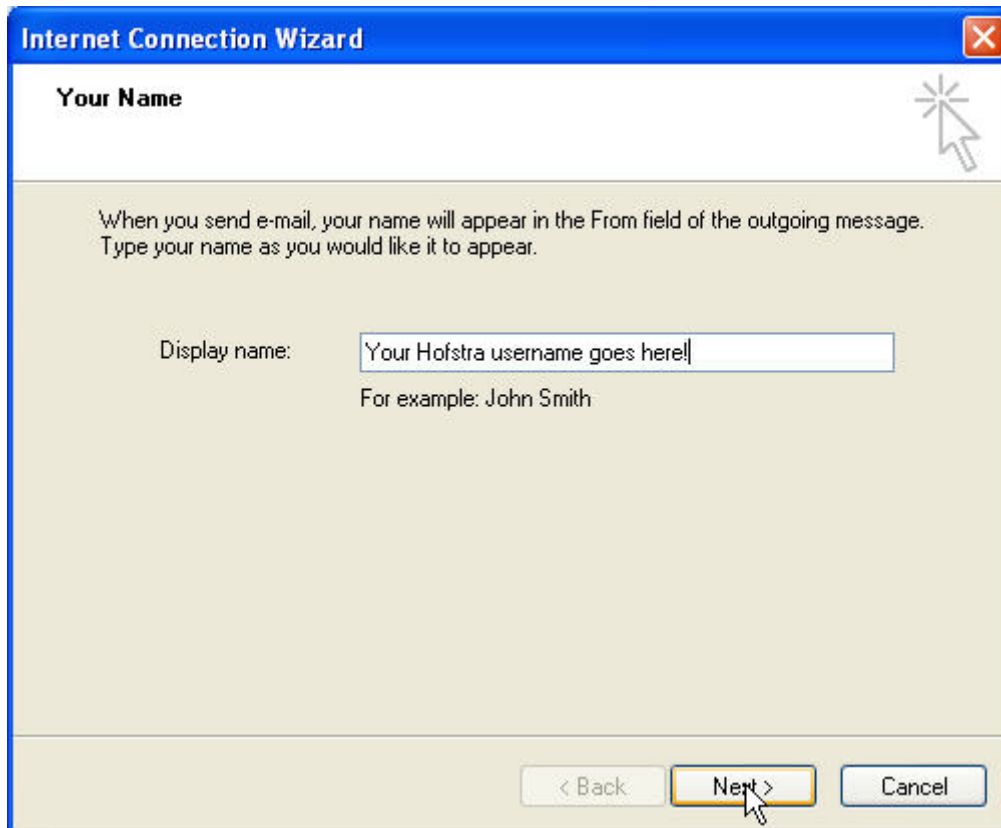 Internet Connection Wizard
Your Name
When you send e-mail, your name will appear in the From field of the outgoing message.
Type your name as you would like it to appear.
Display name: Your Hofstra username goes here!
For example: John Smith
< Back Next > Cancel